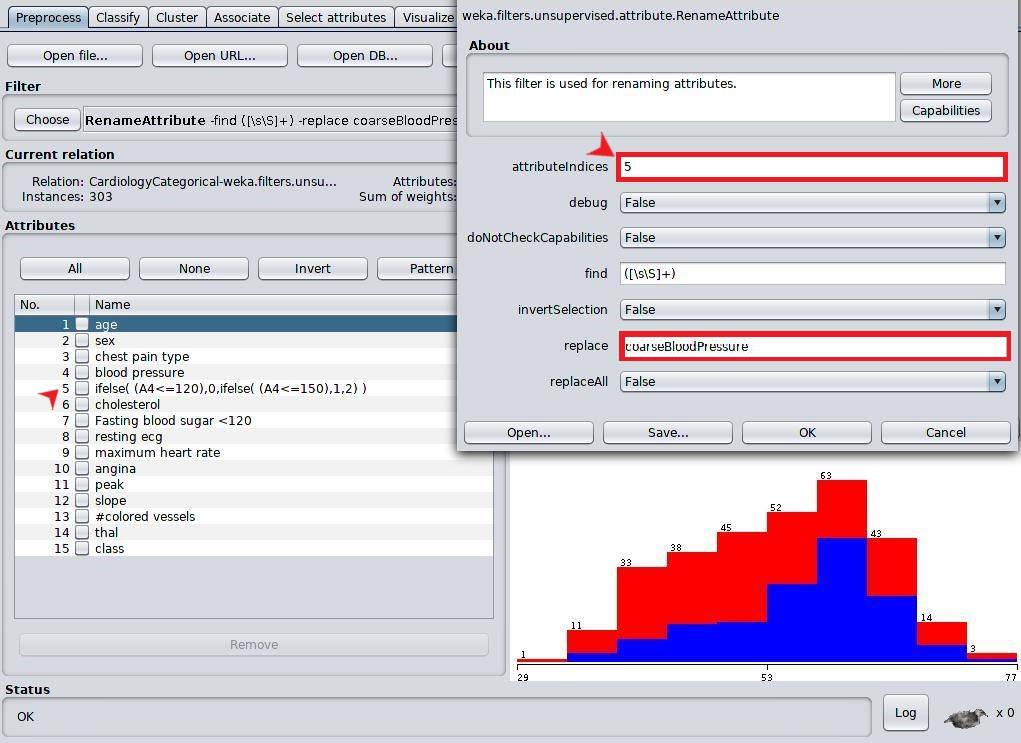 Preprocess Classify Cluster Associate Select attributes Visualize
Open file... Open URL... Open DB...
Filter
Choose RenameAttribute -find ([\s\S]+) -replace coarseBloodPress
Current relation
Relation: CardiologyCategorical-weka.filters.unsu... Attributes:
Instances: 303 Sum of weights:
Attributes
All None Invert Pattern
No. Name
1 age
2 sex
3 chest pain type
4 blood pressure
5 ifelse( (A4<=120),0,ifelse( (A4<=150),1,2) )
6 cholesterol
7 Fasting blood sugar <120
8 resting ecg
9 maximum heart rate
10 angina
11 peak
12 slope
13 #colored vessels
14 thal
15 class
Remove
Status
OK
weka.filters.unsupervised.attribute.RenameAttribute
About
This filter is used for renaming attributes.
More
Capabilities
attributeIndices 5
debug False
doNotCheckCapabilities False
find ([\s\S]+)
invertSelection False
replace coarseBloodPressure
replaceAll False
Open... Save... OK Cancel
1 11 33 38 45 52 63 43 14 3
29 53 77
Log x 0